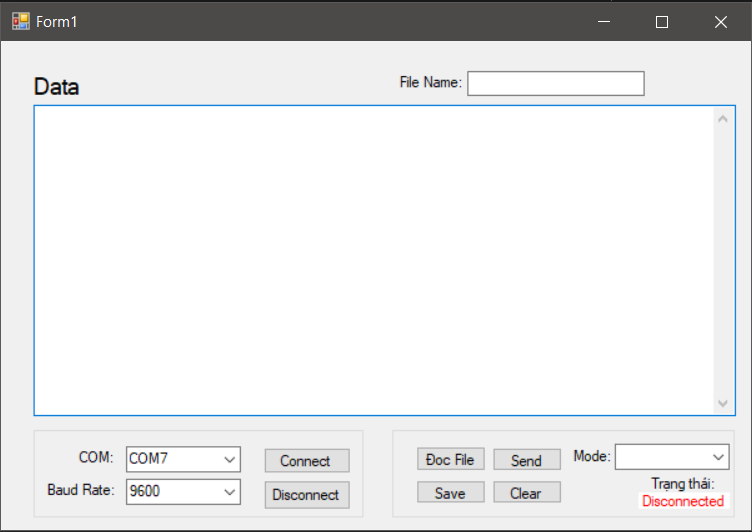 Form1
Data
File Name:
COM: COM7 Connect
Baud Rate: 9600 Disconnect
Đọc File Send Mode:
Save Clear Trạng thái:
Disconnected